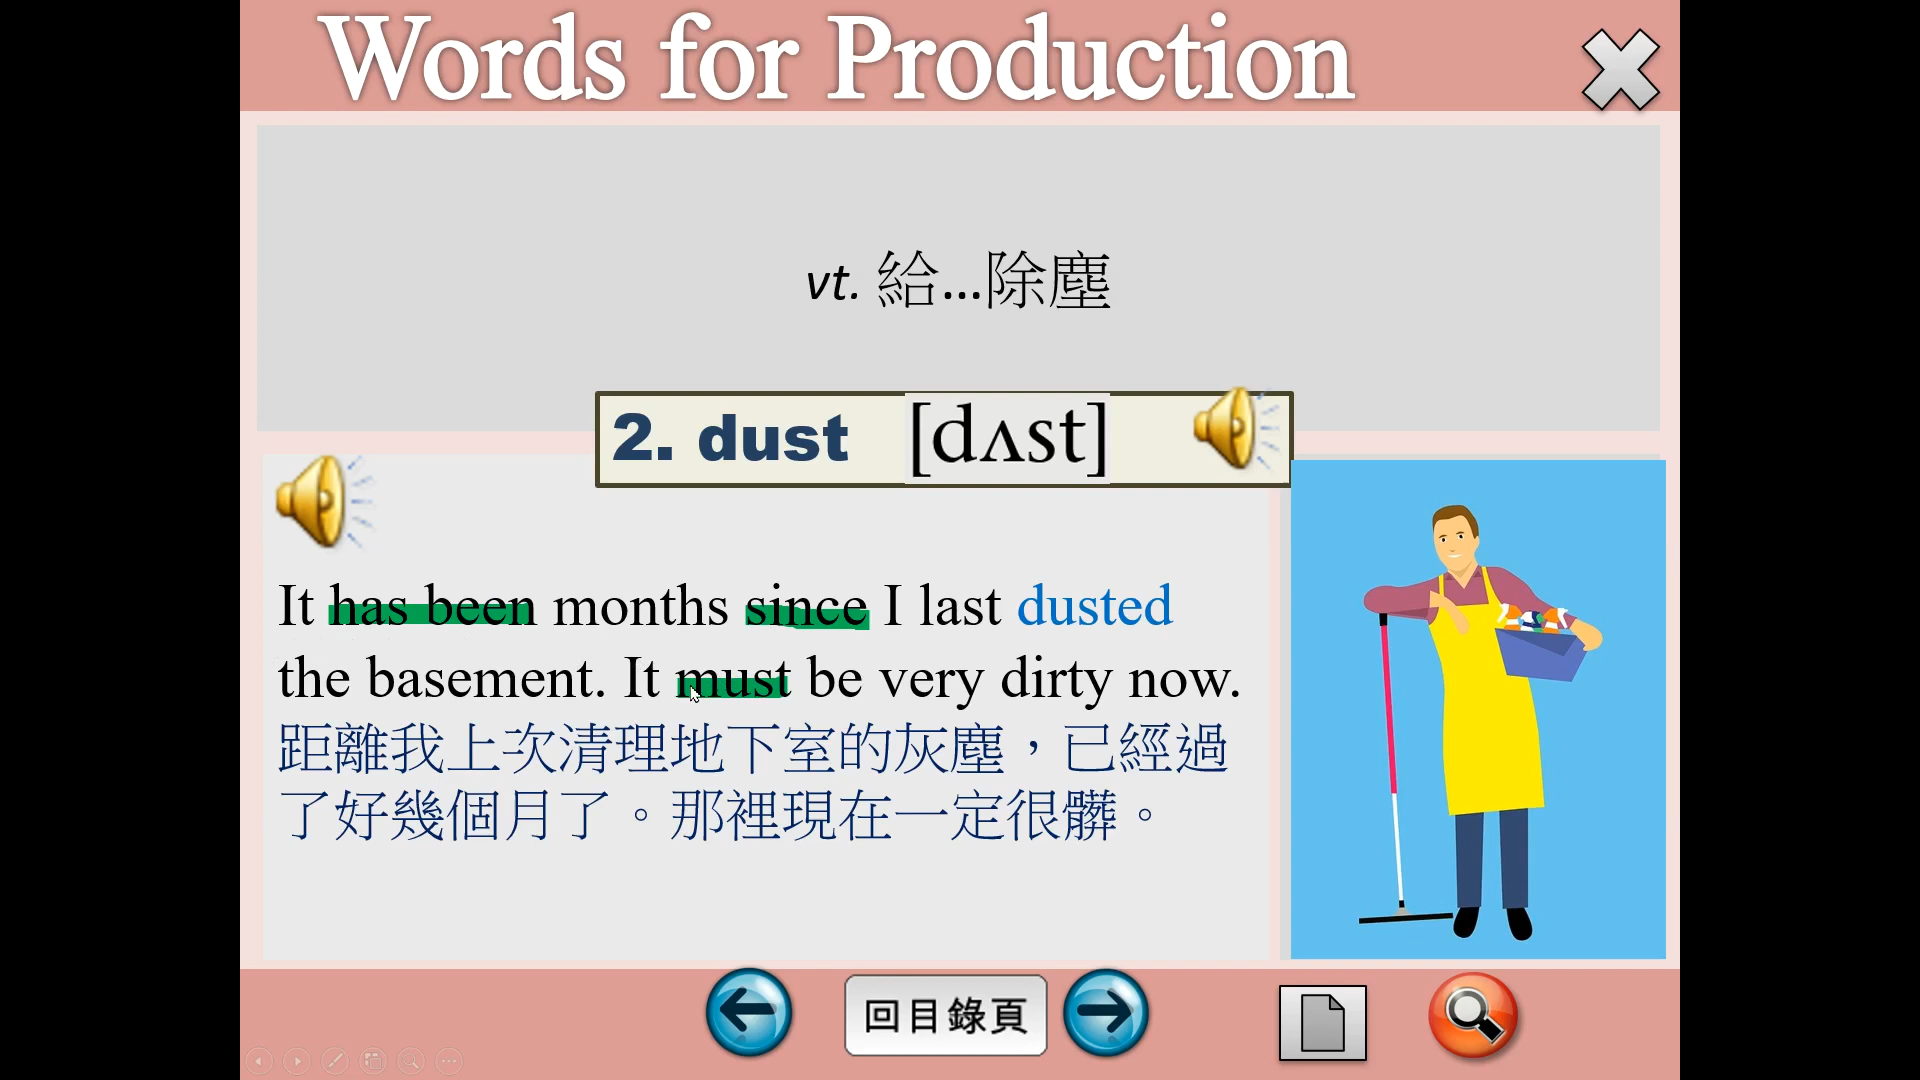 Words for Production
vt. 給...除塵
2. dust [dʌst]
It has been months since I last dusted
the basement. It must be very dirty now.
距離我上次清理地下室的灰塵，已經過
了好幾個月了。那裡現在一定很髒。
回目錄頁